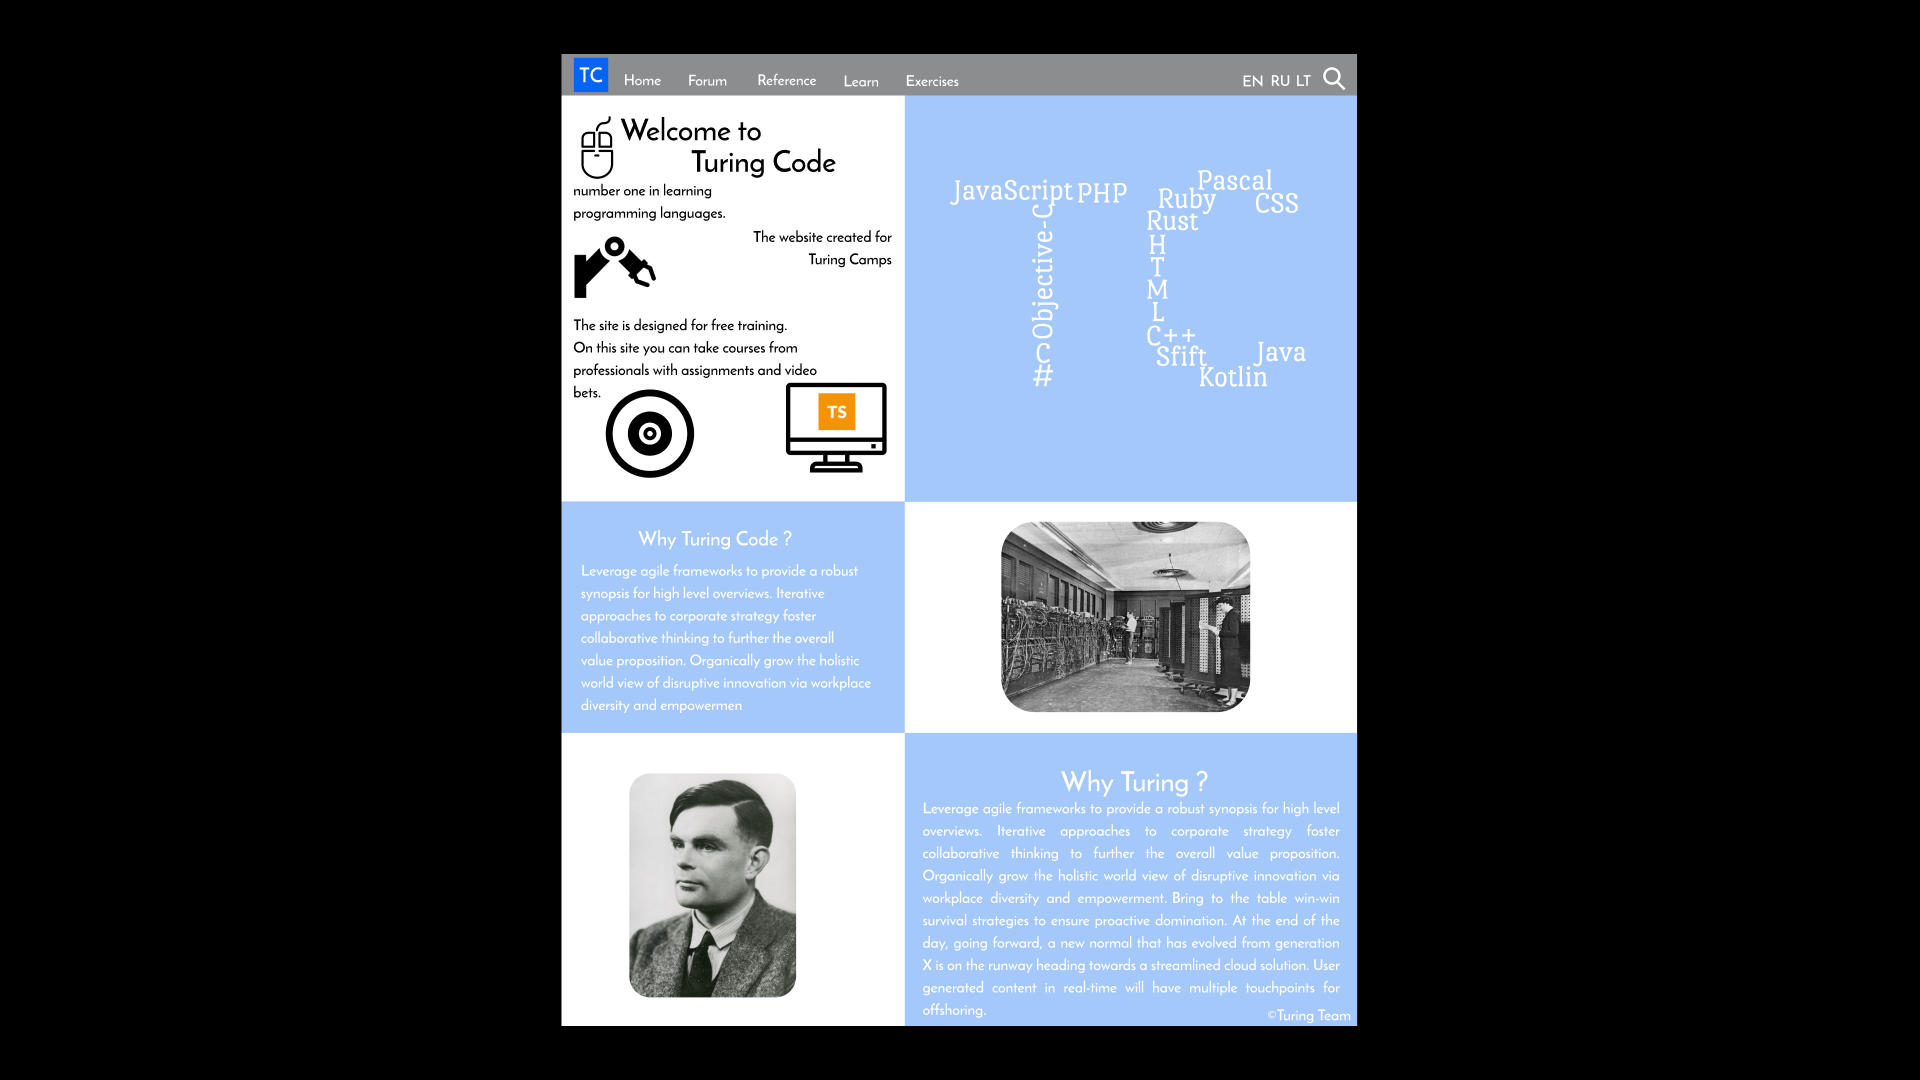 TC
Home Forum Reference Learn Exercises
EN RU LT
Welcome to
Turing Code
number one in learning
programming languages.
The website created for
Turing Camps
The site is designed for free training.
On this site you can take courses from
professionals with assignments and video
bets.
TS
JavaScript PHP
Objective-C
C#
Pascal
Ruby
CSS
Rust
H
T
M
L
C++
Sfift
Java
Kotlin
Why Turing Code ?
Leverage agile frameworks to provide a robust
synopsis for high level overviews. Iterative
approaches to corporate strategy foster
collaborative thinking to further the overall
value proposition. Organically grow the holistic
world view of disruptive innovation via workplace
diversity and empowermen
Why Turing ?
Leverage agile frameworks to provide a robust synopsis for high level
overviews. Iterative approaches to corporate strategy foster
collaborative thinking to further the overall value proposition.
Organically grow the holistic world view of disruptive innovation via
workplace diversity and empowerment. Bring to the table win-win
survival strategies to ensure proactive domination. At the end of the
day, going forward, a new normal that has evolved from generation
X is on the runway heading towards a streamlined cloud solution. User
generated content in real-time will have multiple touchpoints for
offshoring.
©Turing Team